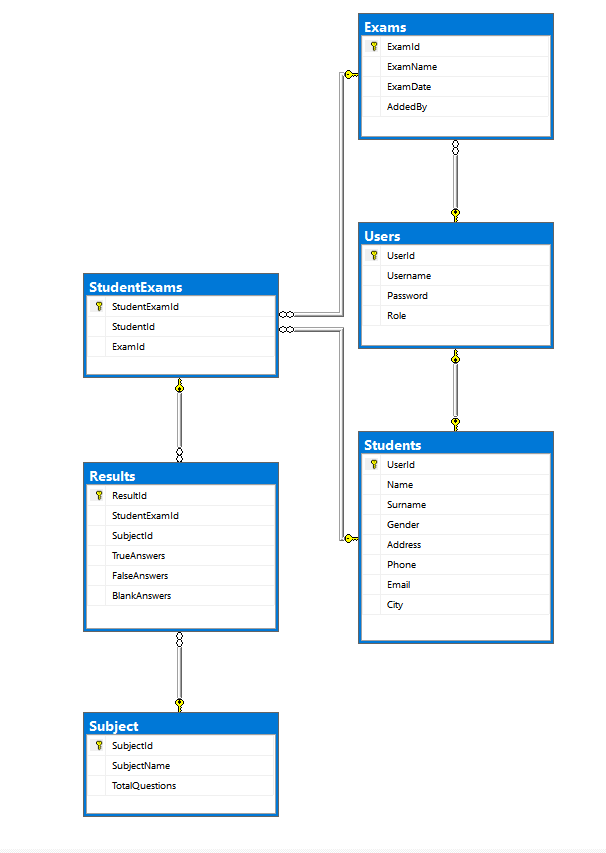 Exams
ExamId
ExamName
ExamDate
AddedBy
Users
UserId
Username
Password
Role
StudentExams
StudentExamId
StudentId
ExamId
Students
UserId
Name
Surname
Gender
Address
Phone
Email
City
Results
ResultId
StudentExamId
SubjectId
TrueAnswers
FalseAnswers
BlankAnswers
Subject
SubjectId
SubjectName
TotalQuestions